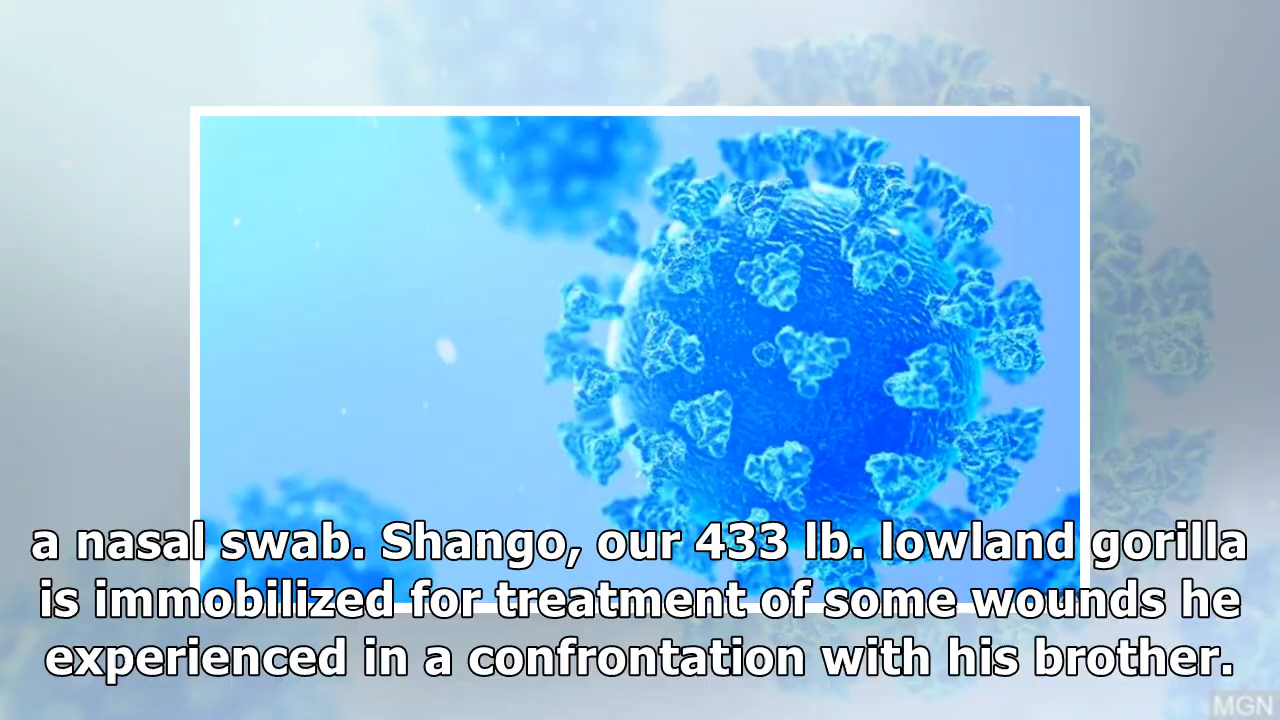 a nasal swab. Shango, our 433 lb. lowland gorilla
is immobilized for treatment of some wounds he
experienced in a confrontation with his brother.
MGN